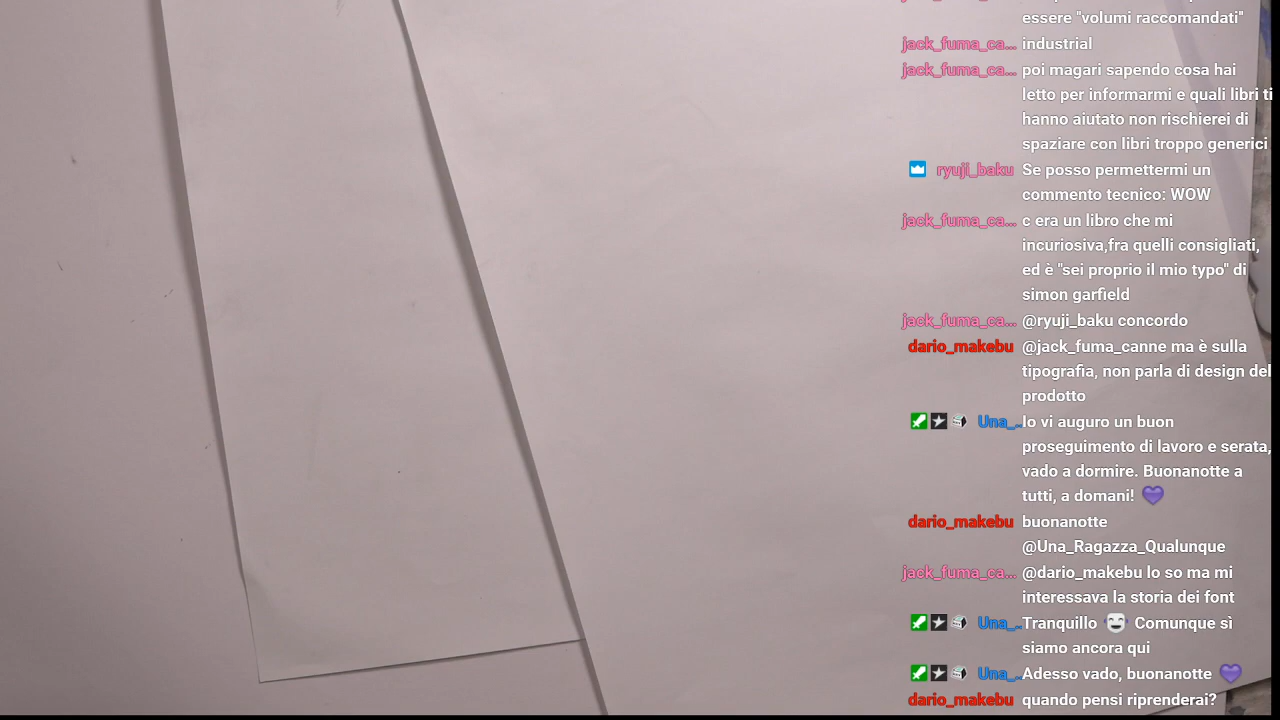 essere "volumi raccomandati"
jack_fuma_ca... industrial
jack_fuma_ca... poi magari sapendo cosa hai
letto per informarmi e quali libri ti
hanno aiutato non rischierei di
spaziare con libri troppo generici
ryuji_baku Se posso permettermi un
commento tecnico: WOW
jack_fuma_ca... c era un libro che mi
incuriosiva,fra quelli consigliati,
ed è "sei proprio il mio typo" di
simon garfield
jack_fuma_ca... @ryuji_baku concordo
dario_makebu @jack_fuma_canne ma è sulla
tipografia, non parla di design del
prodotto
Una_... Io vi auguro un buon
proseguimento di lavoro e serata,
vado a dormire. Buonanotte a
tutti, a domani!
dario_makebu buonanotte
@Una_Ragazza_Qualunque
jack_fuma_ca... @dario_makebu lo so ma mi
interessava la storia dei font
Una_... Tranquillo Comunque sì
siamo ancora qui
Una_... Adesso vado, buonanotte
dario_makebu quando pensi riprenderai?